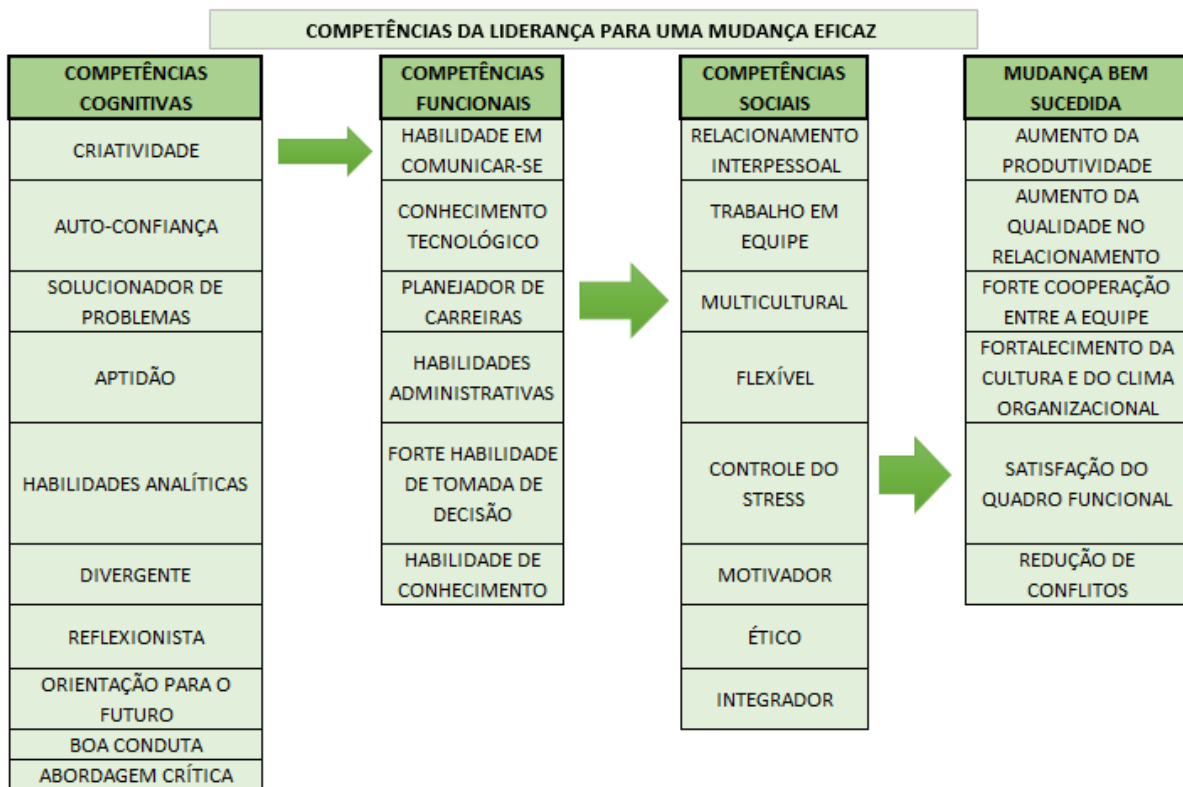 COMPETÊNCIAS DA LIDERANÇA PARA UMA MUDANÇA EFICAZ
COMPETÊNCIAS
COGNITIVAS
CRIATIVIDADE
AUTO-CONFIANÇA
SOLUCIONADOR DE
PROBLEMAS
APTIDÃO
HABILIDADES ANALÍTICAS
DIVERGENTE
REFLEXIONISTA
ORIENTAÇÃO PARA O
FUTURO
BOA CONDUTA
ABORDAGEM CRÍTICA
COMPETÊNCIAS
FUNCIONAIS
HABILIDADE EM
COMUNICAR-SE
CONHECIMENTO
TECNOLÓGICO
PLANEJADOR DE
CARREIRAS
HABILIDADES
ADMINISTRATIVAS
FORTE HABILIDADE
DE TOMADA DE
DECISÃO
HABILIDADE DE
CONHECIMENTO
COMPETÊNCIAS
SOCIAIS
RELACIONAMENTO
INTERPESSOAL
TRABALHO EM
EQUIPE
MULTICULTURAL
FLEXÍVEL
CONTROLE DO
STRESS
MOTIVADOR
ÉTICO
INTEGRADOR
MUDANÇA BEM
SUCEDIDA
AUMENTO DA
PRODUTIVIDADE
AUMENTO DA
QUALIDADE NO
RELACIONAMENTO
FORTE COOPERAÇÃO
ENTRE A EQUIPE
FORTALECIMENTO DA
CULTURA E DO CLIMA
ORGANIZACIONAL
SATISFAÇÃO DO
QUADRO FUNCIONAL
REDUÇÃO DE
CONFLITOS